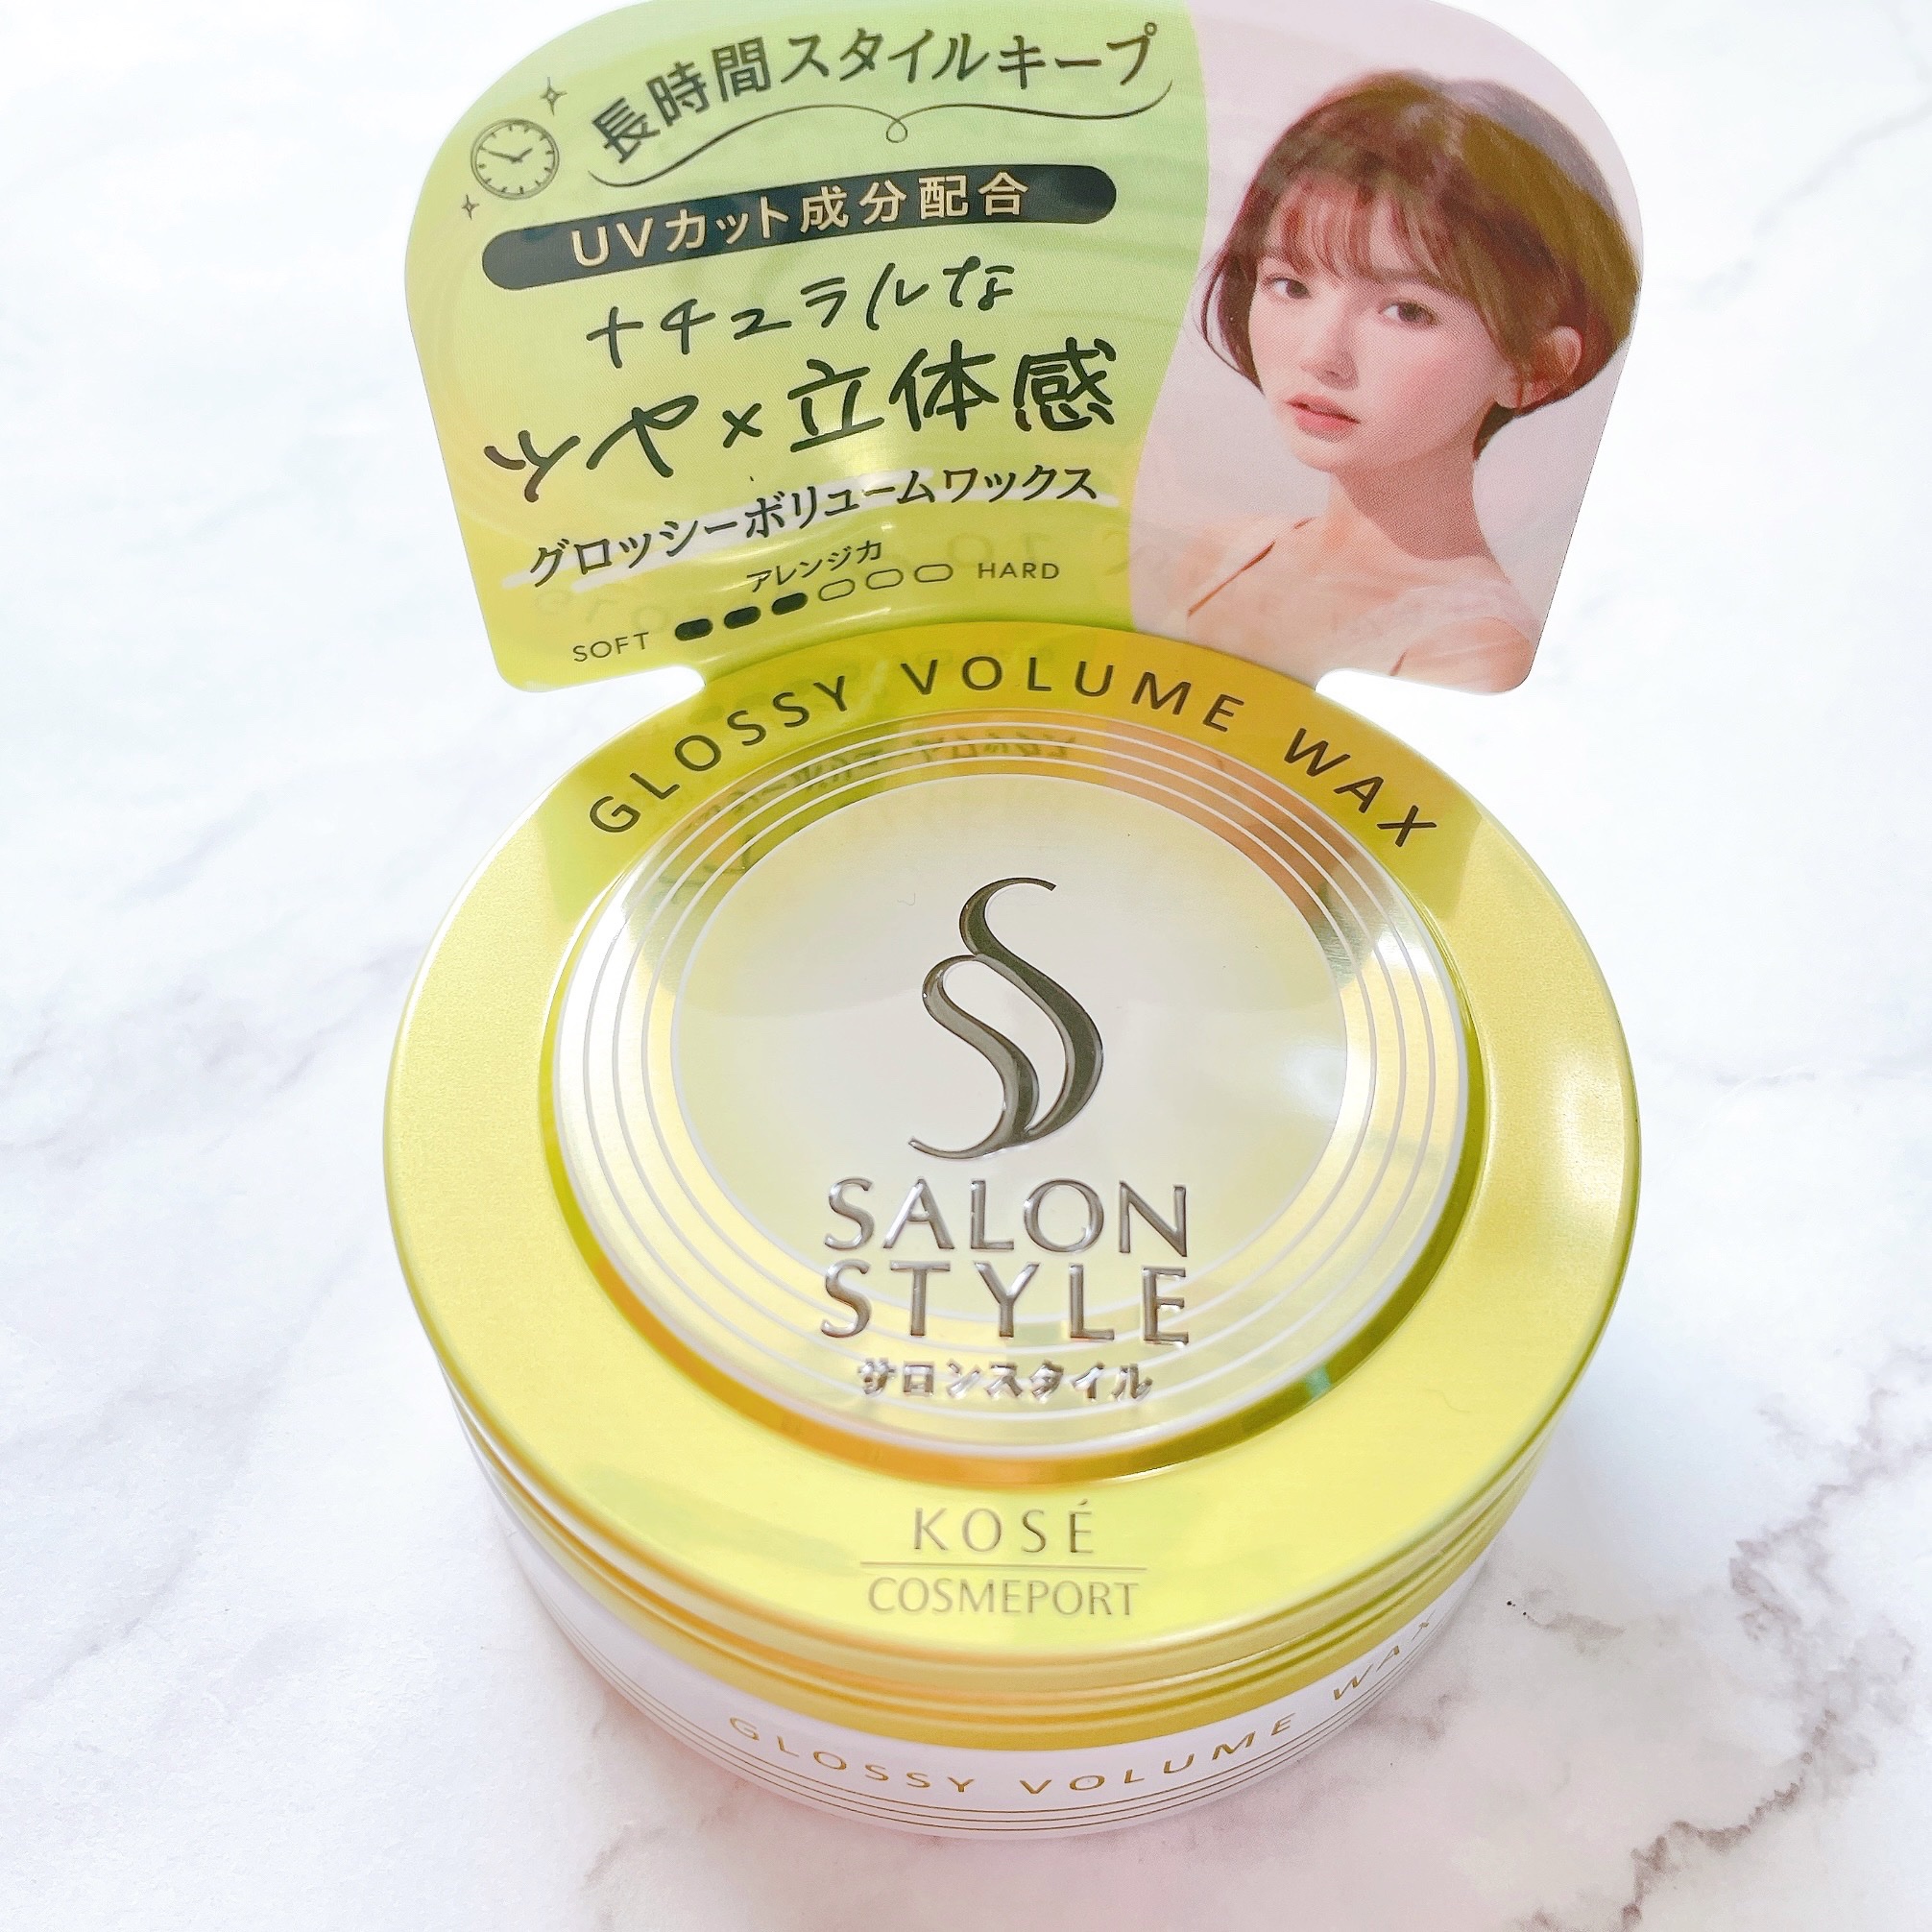 長時間スタイルキープ
UVカット成分配合
ナチュラルな
ツヤ×立体感
グロッシーボリュームワックス
アレンジ力
SOFT
HARD
GLOSSY VOLUME WAX
SALON
STYLE
サロンスタイル
KOSÉ
COSMEPORT
GLOSSY VOLUME WAX